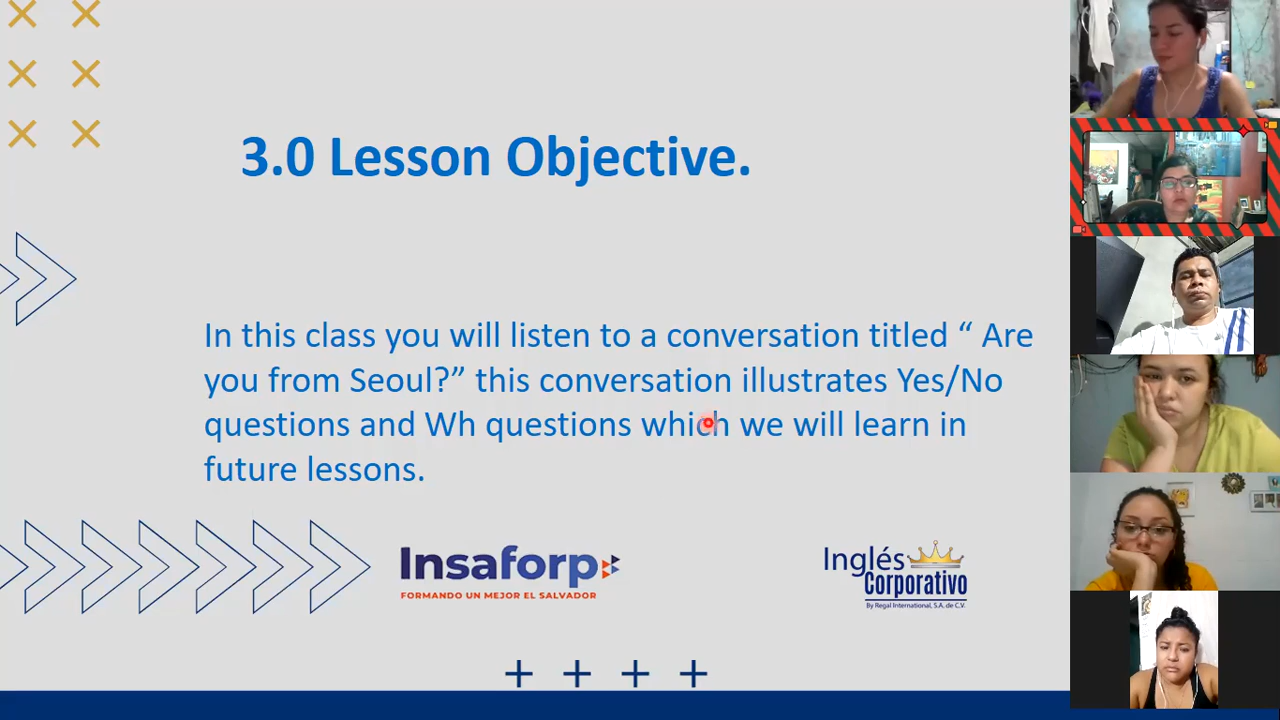 3.0 Lesson Objective.
In this class you will listen to a conversation titled “ Are
you from Seoul?” this conversation illustrates Yes/No
questions and Wh questions which we will learn in
future lessons.
Insaforp
FORMANDO UN MEJOR EL SALVADOR
Inglés
Corporativo
By Regal International, S.A. de C.V.